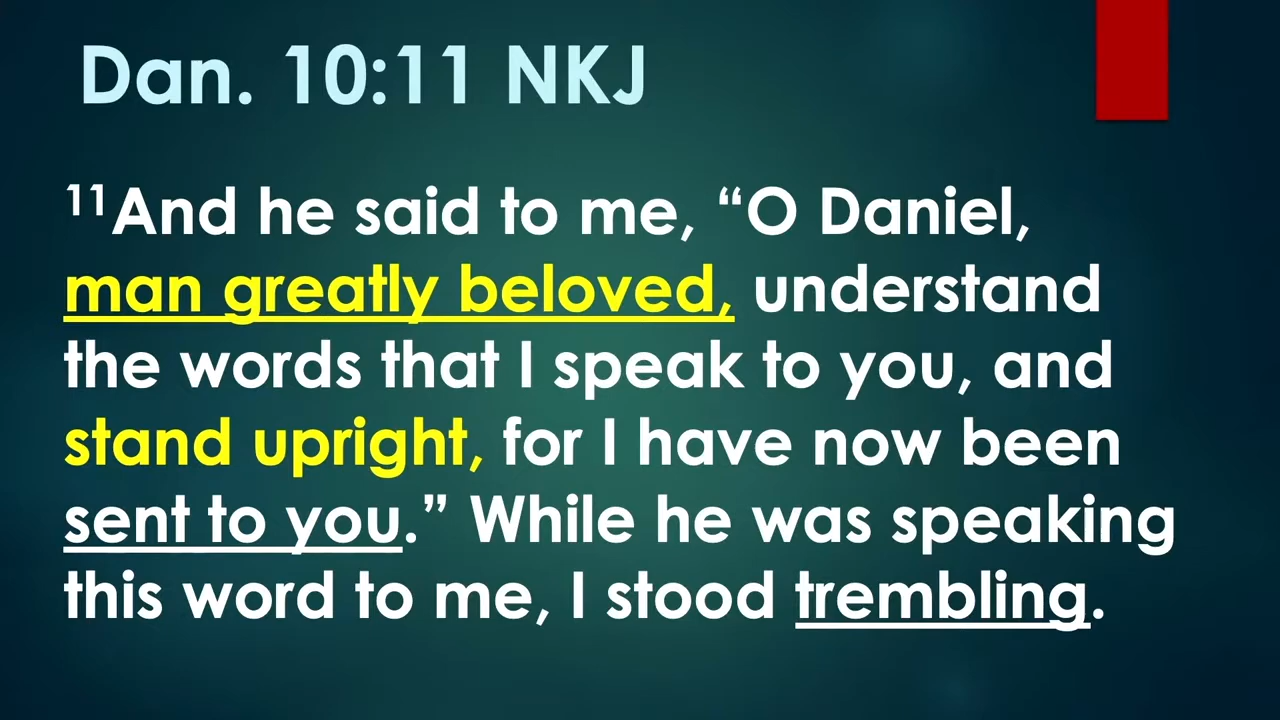 Dan. 10:11 NKJ
¹¹And he said to me, “O Daniel,
man greatly beloved, understand
the words that I speak to you, and
stand upright, for I have now been
sent to you.” While he was speaking
this word to me, I stood trembling.